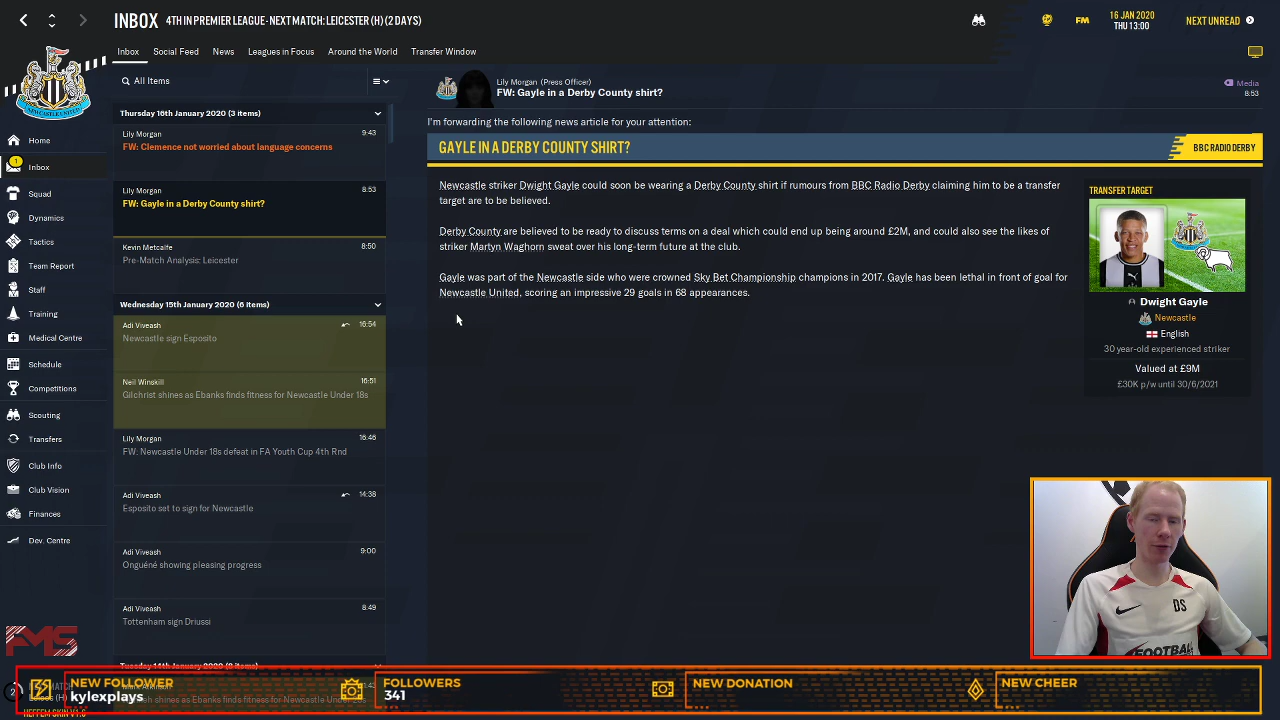 INBOX
4TH IN PREMIER LEAGUE - NEXT MATCH: LEICESTER (H) (2 DAYS)
FM
16 JAN 2020
THU 13:00
NEXT UNREAD
Inbox
Social Feed
News
Leagues in Focus
Around the World
Transfer Window
NEWCASTLE UNITED
Home
1
Inbox
Squad
Dynamics
Tactics
Team Report
Staff
Training
Medical Centre
Schedule
Competitions
Scouting
Transfers
Club Info
Club Vision
Finances
Dev. Centre
All Items
Thursday 16th January 2020 (3 items)
Lily Morgan 9:43
FW: Clemence not worried about language concerns
Lily Morgan 8:53
FW: Gayle in a Derby County shirt?
Kevin Metcalfe 8:50
Pre-Match Analysis: Leicester
Wednesday 15th January 2020 (6 items)
Adi Viveash 16:54
Newcastle sign Esposito
Neil Winskill 16:51
Gilchrist shines as Ebanks finds fitness for Newcastle Under 18s
Lily Morgan 16:46
FW: Newcastle Under 18s defeat in FA Youth Cup 4th Rnd
Adi Viveash 14:38
Esposito set to sign for Newcastle
Adi Viveash 9:00
Onguéné showing pleasing progress
Adi Viveash 8:49
Tottenham sign Driussi
Lily Morgan (Press Officer)
FW: Gayle in a Derby County shirt?
Media
8:53
I'm forwarding the following news article for your attention:
GAYLE IN A DERBY COUNTY SHIRT?
BBC RADIO DERBY
Newcastle striker Dwight Gayle could soon be wearing a Derby County shirt if rumours from BBC Radio Derby claiming him to be a transfer
target are to be believed.
Derby County are believed to be ready to discuss terms on a deal which could end up being around £2M, and could also see the likes of
striker Martyn Waghorn sweat over his long-term future at the club.
Gayle was part of the Newcastle side who were crowned Sky Bet Championship champions in 2017. Gayle has been lethal in front of goal for
Newcastle United, scoring an impressive 29 goals in 68 appearances.
TRANSFER TARGET
Dwight Gayle
Newcastle
English
30 year-old experienced striker
Valued at £9M
£30K p/w until 30/6/2021
DS
FOOTBALL
FMS
NEW FOLLOWER
kylexplays
FOLLOWERS
341
NEW DONATION
NEW CHEER